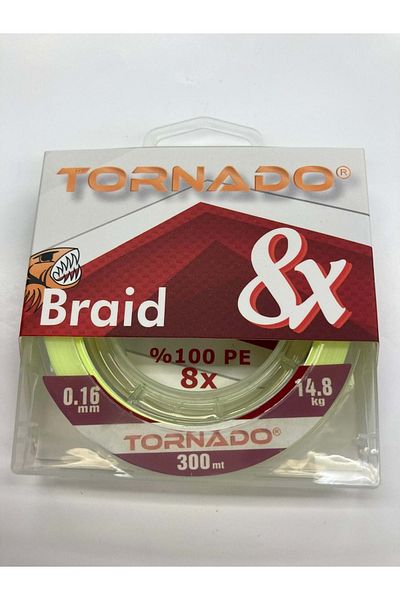 TORNADO®
Braid
8x
%100 PE
8x
0.16
mm
14.8
kg
TORNADO®
300 mt